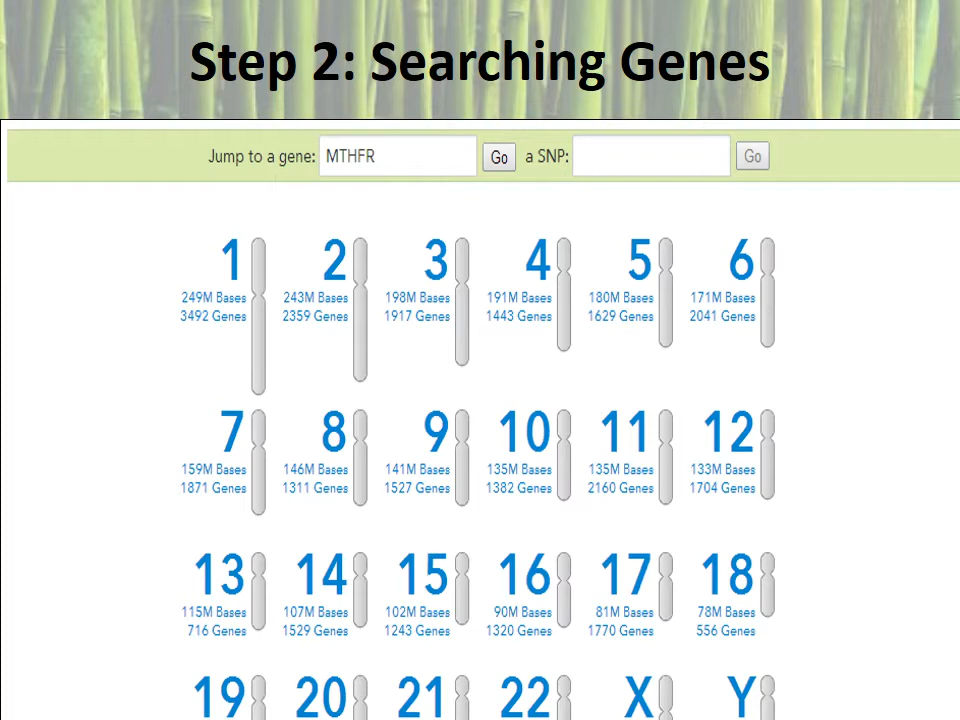 Step 2: Searching Genes
Jump to a gene: MTHFR Go a SNP: Go
1 2 3 4 5 6
249M Bases 243M Bases 198M Bases 191M Bases 180M Bases 171M Bases
3492 Genes 2359 Genes 1917 Genes 1443 Genes 1629 Genes 2041 Genes
7 8 9 10 11 12
159M Bases 146M Bases 141M Bases 135M Bases 135M Bases 133M Bases
1871 Genes 1311 Genes 1527 Genes 1382 Genes 2160 Genes 1704 Genes
13 14 15 16 17 18
115M Bases 107M Bases 102M Bases 90M Bases 81M Bases 78M Bases
716 Genes 1529 Genes 1243 Genes 1320 Genes 1770 Genes 556 Genes
19 20 21 22 X Y